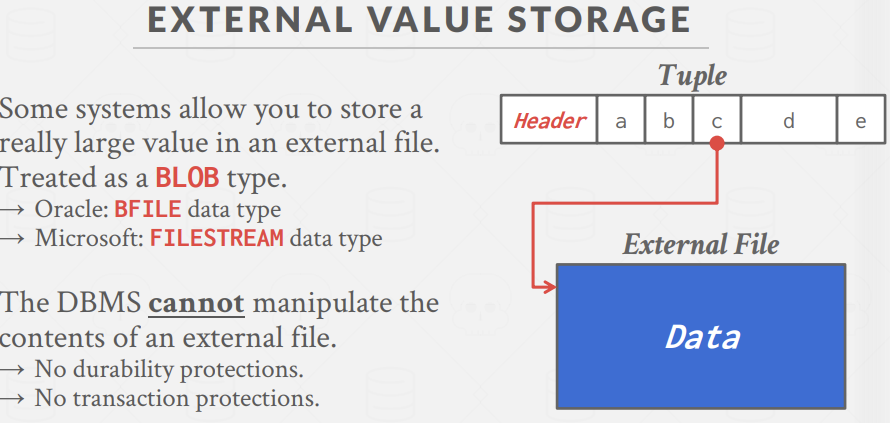 EXTERNAL VALUE STORAGE
Some systems allow you to store a
really large value in an external file.
Treated as a BLOB type.
→ Oracle: BFILE data type
→ Microsoft: FILESTREAM data type
The DBMS cannot manipulate the
contents of an external file.
→ No durability protections.
→ No transaction protections.
Tuple
Header a b c d e
External File
Data